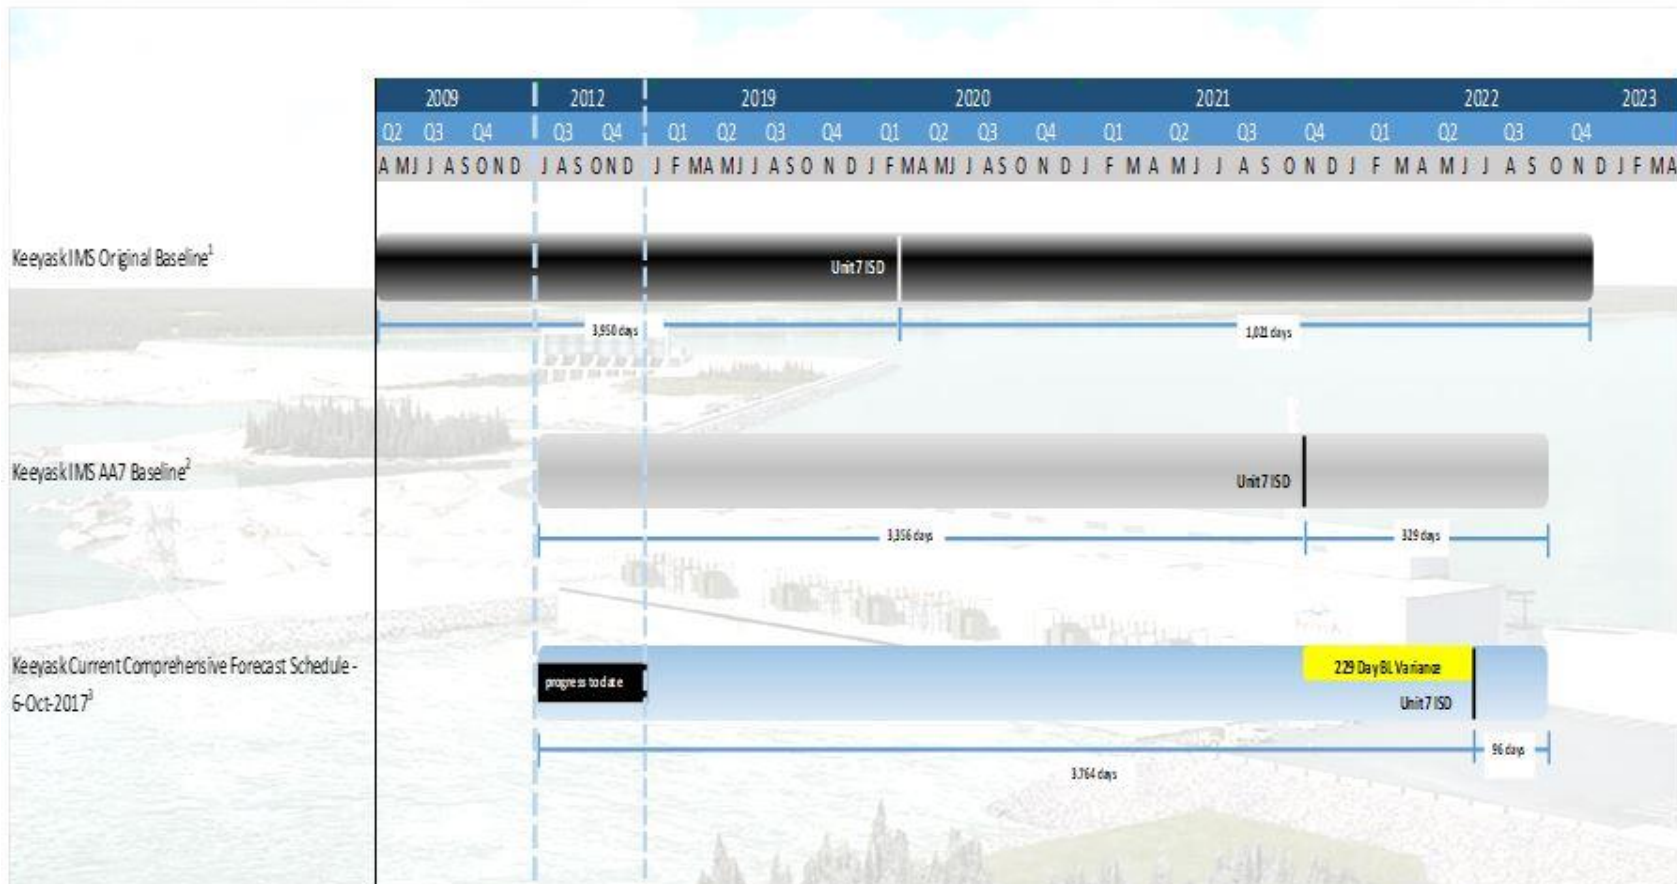 2009 2012 2019 2020 2021 2022 2023
Q2 Q3 Q4 Q3 Q4 Q1 Q2 Q3 Q4 Q1 Q2 Q3 Q4 Q1 Q2 Q3 Q4 Q1 Q2 Q3 Q4
A M J J A S O N D J A S O N D J F M A M J J A S O N D J F M A M J J A S O N D J F M A M J J A S O N D J F M A M J J A S O N D J F M A
Keeyask IMS Original Baseline¹
Unit 7 ISD
3,950 days 1,021 days
Keeyask IMS AA7 Baseline²
Unit 7 ISD
3,356 days 329 days
Keeyask Current Comprehensive Forecast Schedule -
6-Oct-2017³
progress to date
229 Day BL Variance
Unit 7 ISD
96 days
3,764 days